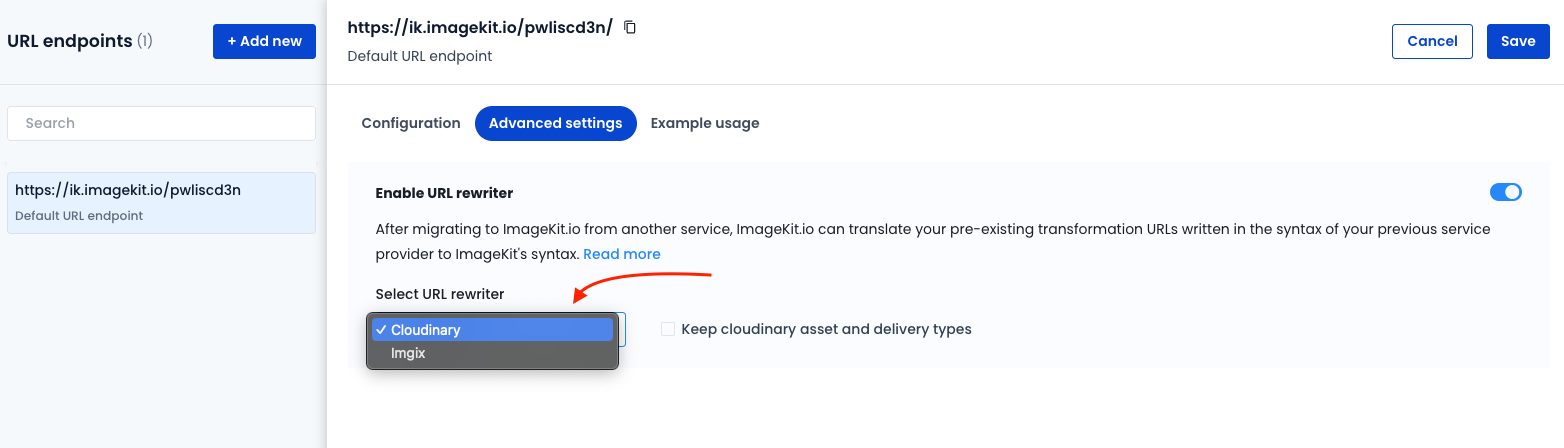 URL endpoints (1)
+ Add new
Search
https://ik.imagekit.io/pwliscd3n
Default URL endpoint
https://ik.imagekit.io/pwliscd3n/
Default URL endpoint
Cancel
Save
Configuration
Advanced settings
Example usage
Enable URL rewriter
After migrating to ImageKit.io from another service, ImageKit.io can translate your pre-existing transformation URLs written in the syntax of your previous service
provider to ImageKit's syntax. Read more
Select URL rewriter
✓ Cloudinary
Imgix
Keep cloudinary asset and delivery types